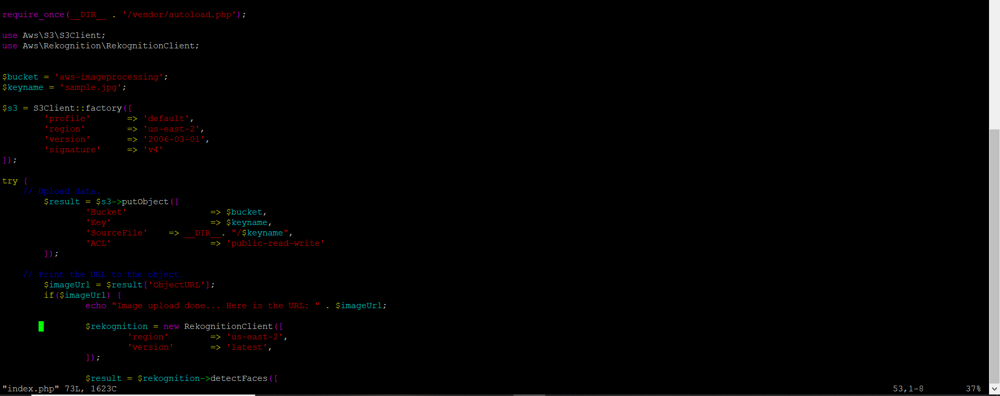 require_once(__DIR__ . '/vendor/autoload.php');
use Aws\S3\S3Client;
use Aws\Rekognition\RekognitionClient;
$bucket = 'aws-imageprocessing';
$keyname = 'sample.jpg';
$s3 = S3Client::factory([
'profile' => 'default',
'region' => 'us-east-2',
'version' => '2006-03-01',
'signature' => 'v4'
]);
try {
// Upload data.
$result = $s3->putObject([
'Bucket' => $bucket,
'Key' => $keyname,
'SourceFile' => __DIR__. "/$keyname",
'ACL' => 'public-read-write'
]);
// Print the URL to the object.
$imageUrl = $result['ObjectURL'];
if($imageUrl) {
echo "Image upload done... Here is the URL: " . $imageUrl;
$rekognition = new RekognitionClient([
'region' => 'us-east-2',
'version' => 'latest',
]);
$result = $rekognition->detectFaces([
"index.php" 73L, 1623C 53,1-8 37%